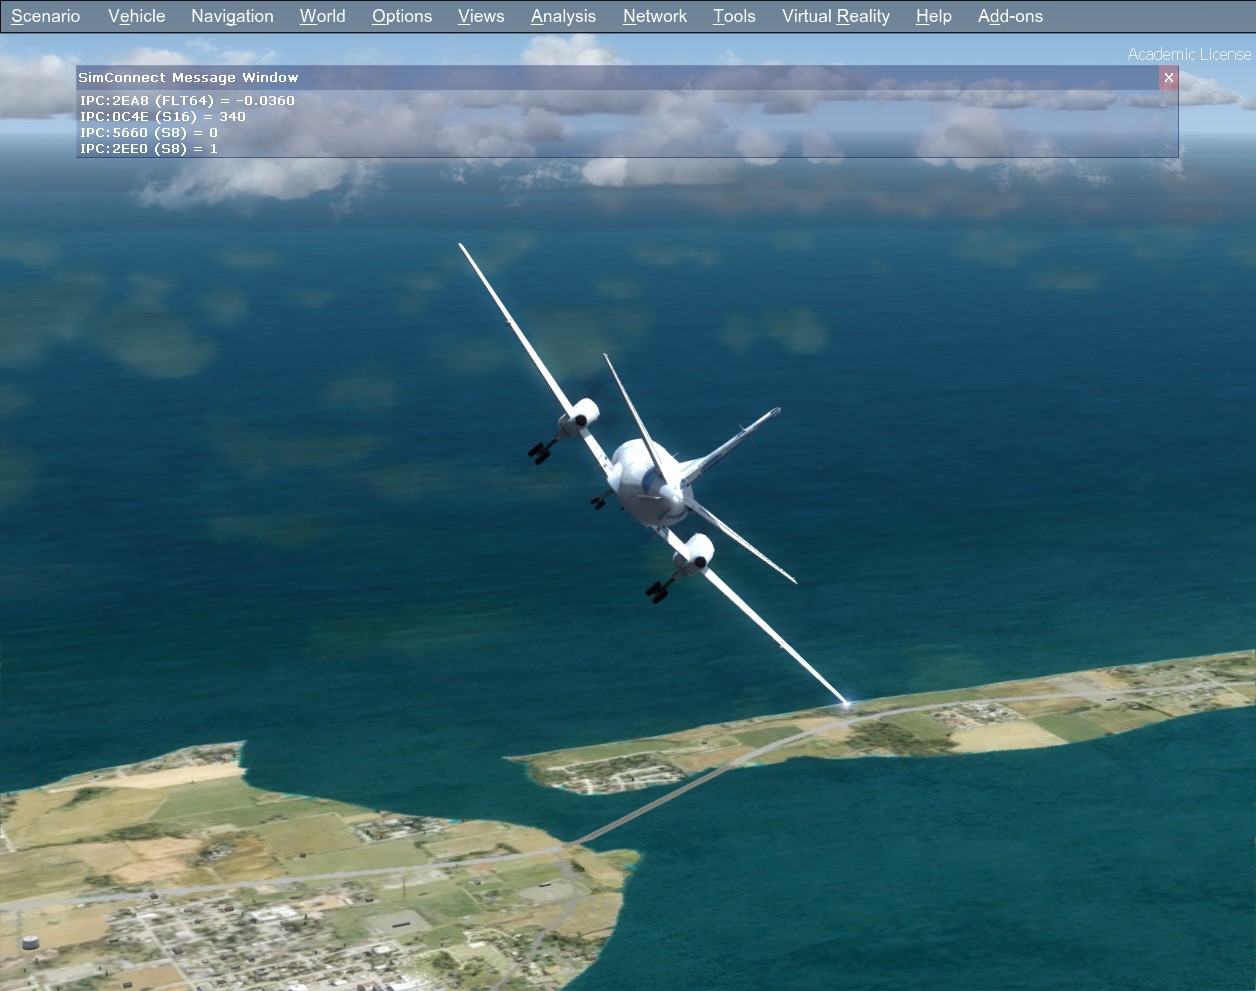 Scenario Vehicle Navigation World Options Views Analysis Network Tools Virtual Reality Help Add-ons
Academic License
SimConnect Message Window x
IPC:2EA8 (FLT64) = -0.0360
IPC:0C4E (S16) = 340
IPC:5660 (S8) = 0
IPC:2EE0 (S8) = 1